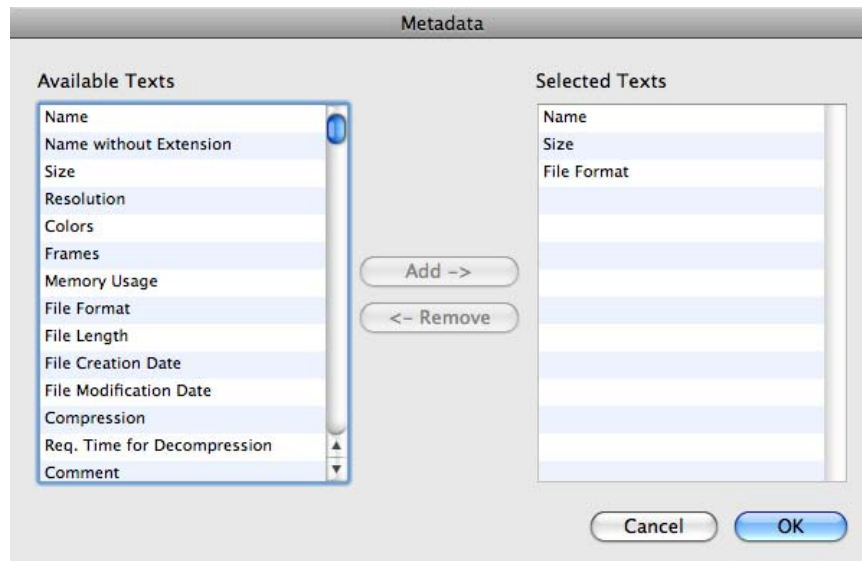 Metadata
Available Texts
Name
Name without Extension
Size
Resolution
Colors
Frames
Memory Usage
File Format
File Length
File Creation Date
File Modification Date
Compression
Req. Time for Decompression
Comment
Add ->
<- Remove
Selected Texts
Name
Size
File Format
Cancel
OK